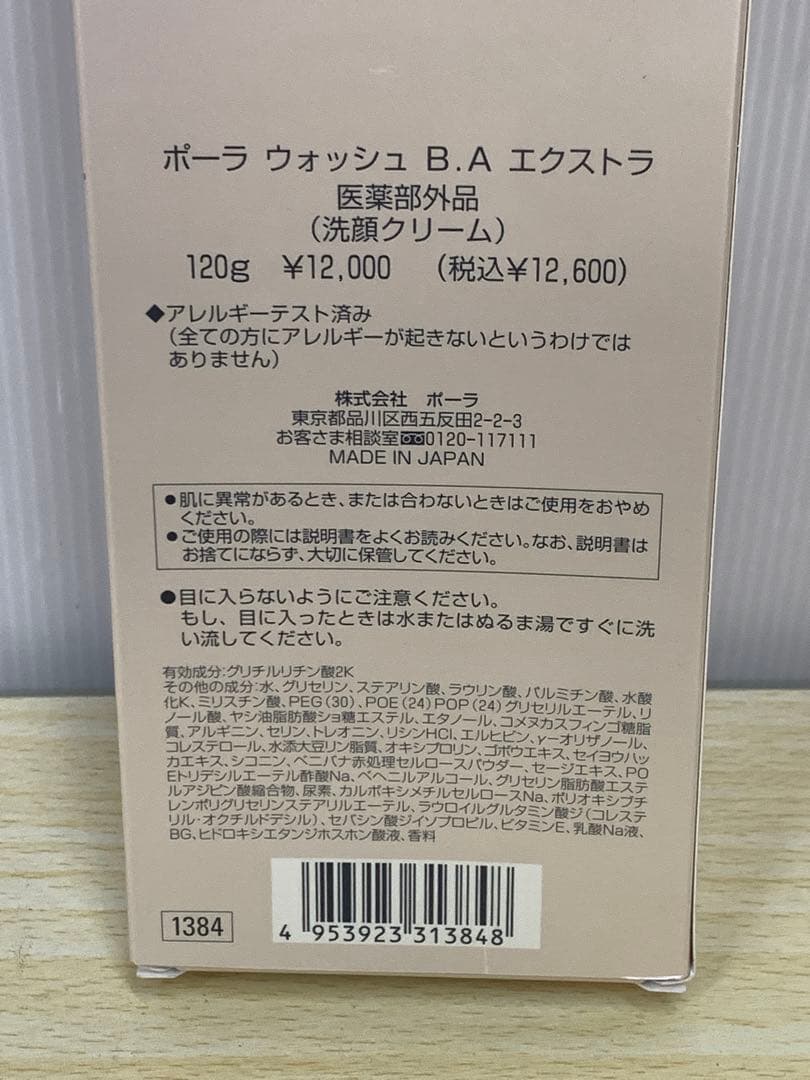 ポーラ ウォッシュ B.A エクストラ
医薬部外品
（洗顔クリーム）
120g ¥12,000 （税込¥12,600）
◆アレルギーテスト済み
（全ての方にアレルギーが起きないというわけでは
ありません）
株式会社 ポーラ
東京都品川区西五反田2-2-3
お客さま相談室0120-117111
MADE IN JAPAN
●肌に異常があるとき、または合わないときはご使用をおやめ
ください。
●ご使用の際には説明書をよくお読みください。なお、説明書は
お捨てにならず、大切に保管してください。
●目に入らないようにご注意ください。
もし、目に入ったときは水またはぬるま湯ですぐに洗
い流してください。
有効成分:グリチルリチン酸2K
その他の成分:水、グリセリン、ステアリン酸、ラウリン酸、パルミチン酸、水酸
化K、ミリスチン酸、PEG(30)、POE(24)POP(24)グリセリルエーテル、リ
ノール酸、ヤシ油脂肪酸ショ糖エステル、エタノール、コメヌカスフィンゴ糖脂
質、アルギニン、セリン、トレオニン、リシンHCl、エルヒビン、γーオリザノール、
コレステロール、水添大豆リン脂質、オキシプロリン、ゴボウエキス、セイヨウハッ
カエキス、シコニン、ベニバナ赤処理セルロースパウダー、セージエキス、PO
Eトリデシルエーテル酢酸Na、ベヘニルアルコール、グリセリン脂肪酸エステ
ルアジピン酸縮合物、尿素、カルボキシメチルセルロースNa、ポリオキシブチ
レンポリグリセリンステアリルエーテル、ラウロイルグルタミン酸ジ(コレス
テリル・オクチルドデシル)、セバシン酸ジイソプロピル、ビタミンE、乳酸Na液、
BG、ヒドロキシエタンジホスホン酸液、香料
1384
4 953923 313848